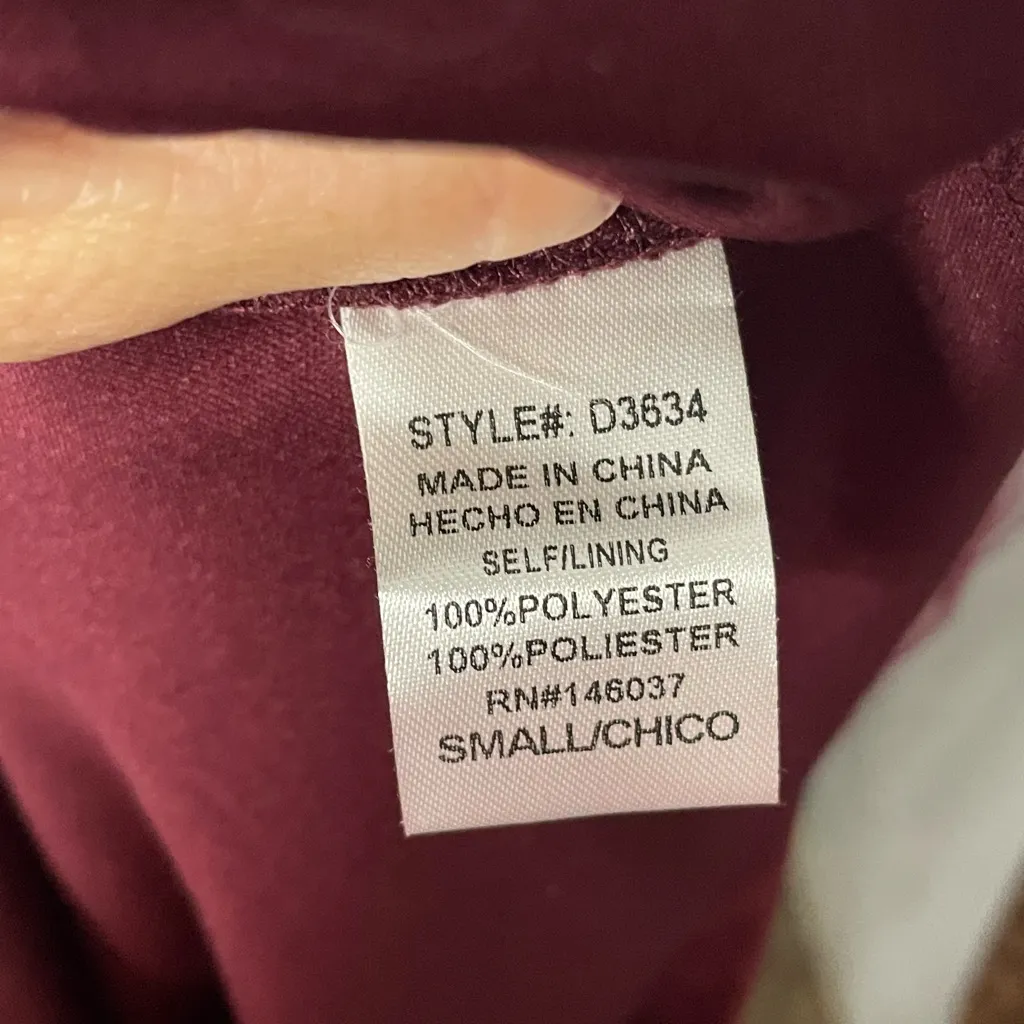 STYLE#: D3634
MADE IN CHINA
HECHO EN CHINA
SELF/LINING
100%POLYESTER
100%POLIESTER
RN#146037
SMALL/CHICO